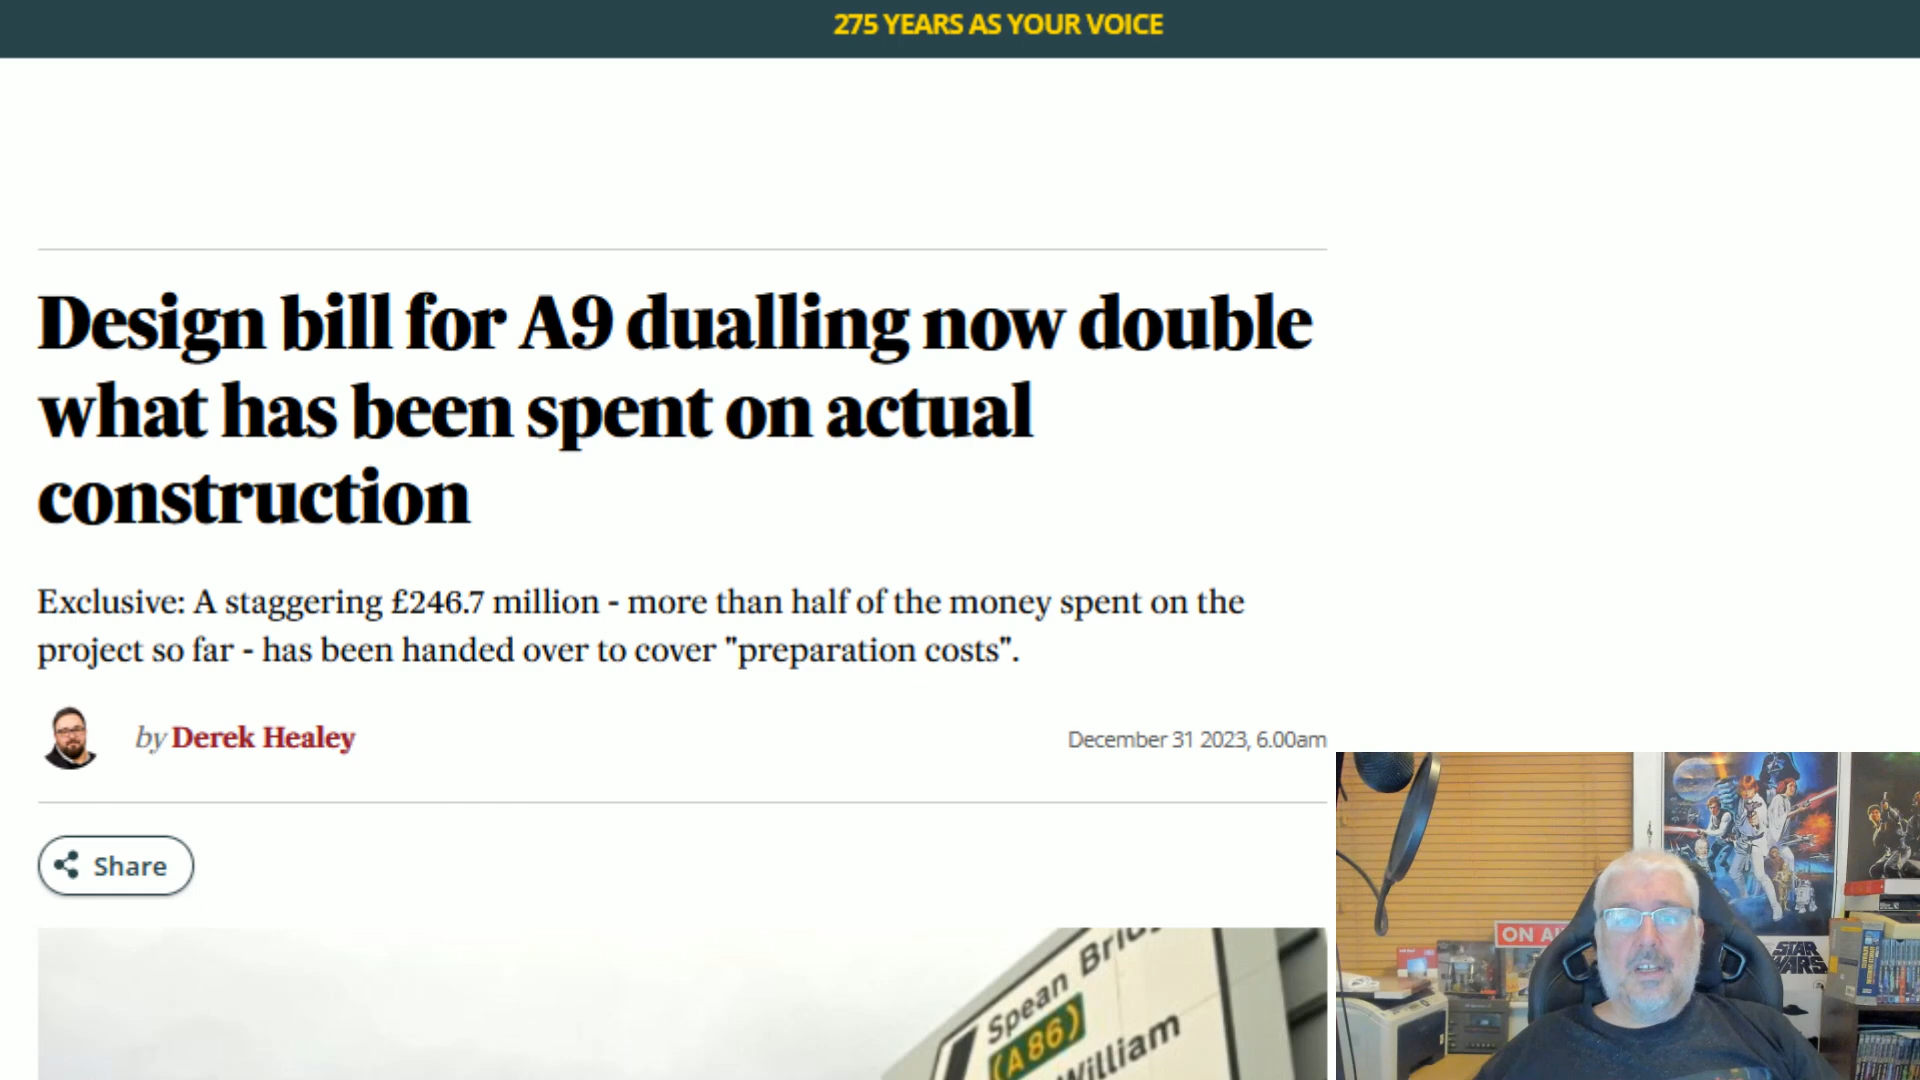 275 YEARS AS YOUR VOICE
Design bill for A9 dualling now double
what has been spent on actual
construction
Exclusive: A staggering £246.7 million - more than half of the money spent on the
project so far - has been handed over to cover "preparation costs".
by Derek Healey
December 31 2023, 6.00am
Share
Spean
(A86)
William
ON
STAR
WARS